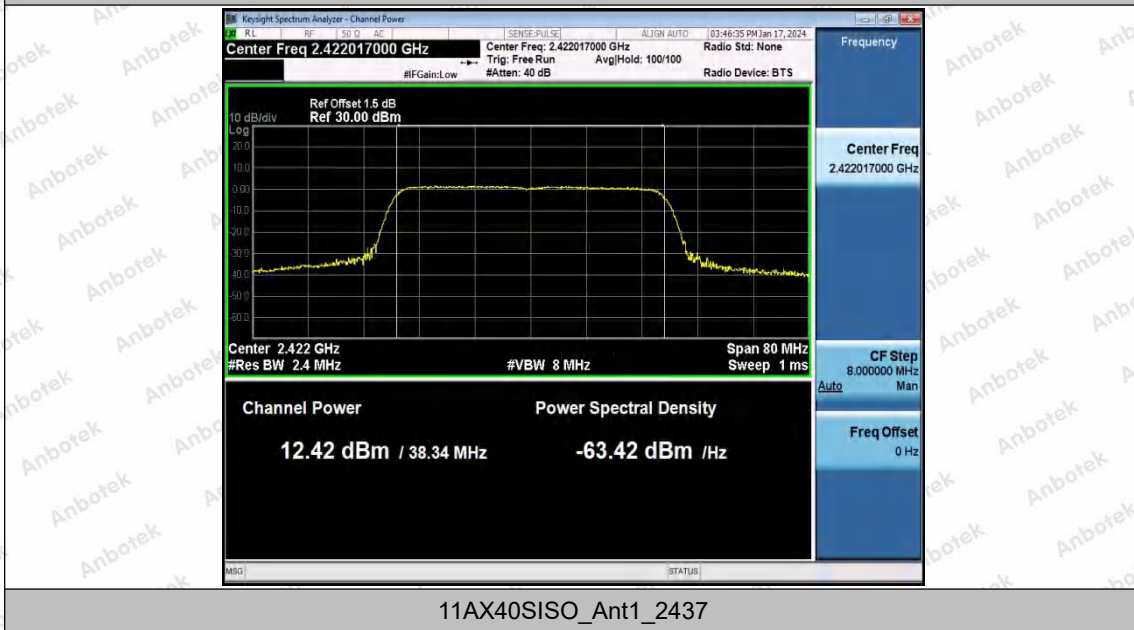 Keysight Spectrum Analyzer - Channel Power
RL RF 50 Ω AC SENSE:PULSE ALIGN AUTO 03:46:35 PM Jan 17, 2024
Center Freq 2.422017000 GHz
Center Freq: 2.422017000 GHz
Radio Std: None
Trig: Free Run Avg|Hold: 100/100
#IFGain:Low #Atten: 40 dB Radio Device: BTS
Ref Offset 1.5 dB
10 dB/div Ref 30.00 dBm
Log
20.0
10.0
0.00
-10.0
-20.0
-30.0
-40.0
-50.0
-60.0
Center 2.422 GHz Span 80 MHz
#Res BW 2.4 MHz #VBW 8 MHz Sweep 1 ms
Channel Power Power Spectral Density
12.42 dBm / 38.34 MHz -63.42 dBm /Hz
MSG STATUS
Frequency
Center Freq
2.422017000 GHz
CF Step
8.000000 MHz
Auto Man
Freq Offset
0 Hz
11AX40SISO_Ant1_2437
Anbotek